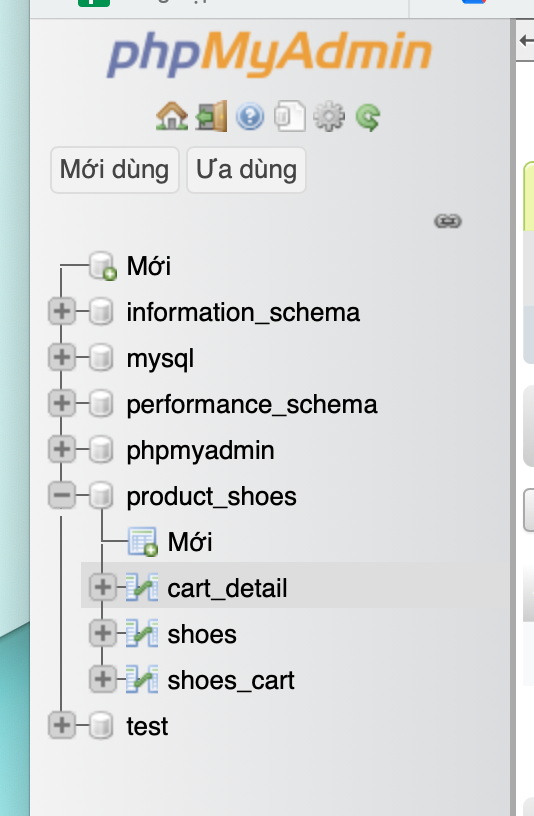 phpMyAdmin
Mới dùng
Ưa dùng
Mới
information_schema
mysql
performance_schema
phpmyadmin
product_shoes
Mới
cart_detail
shoes
shoes_cart
test